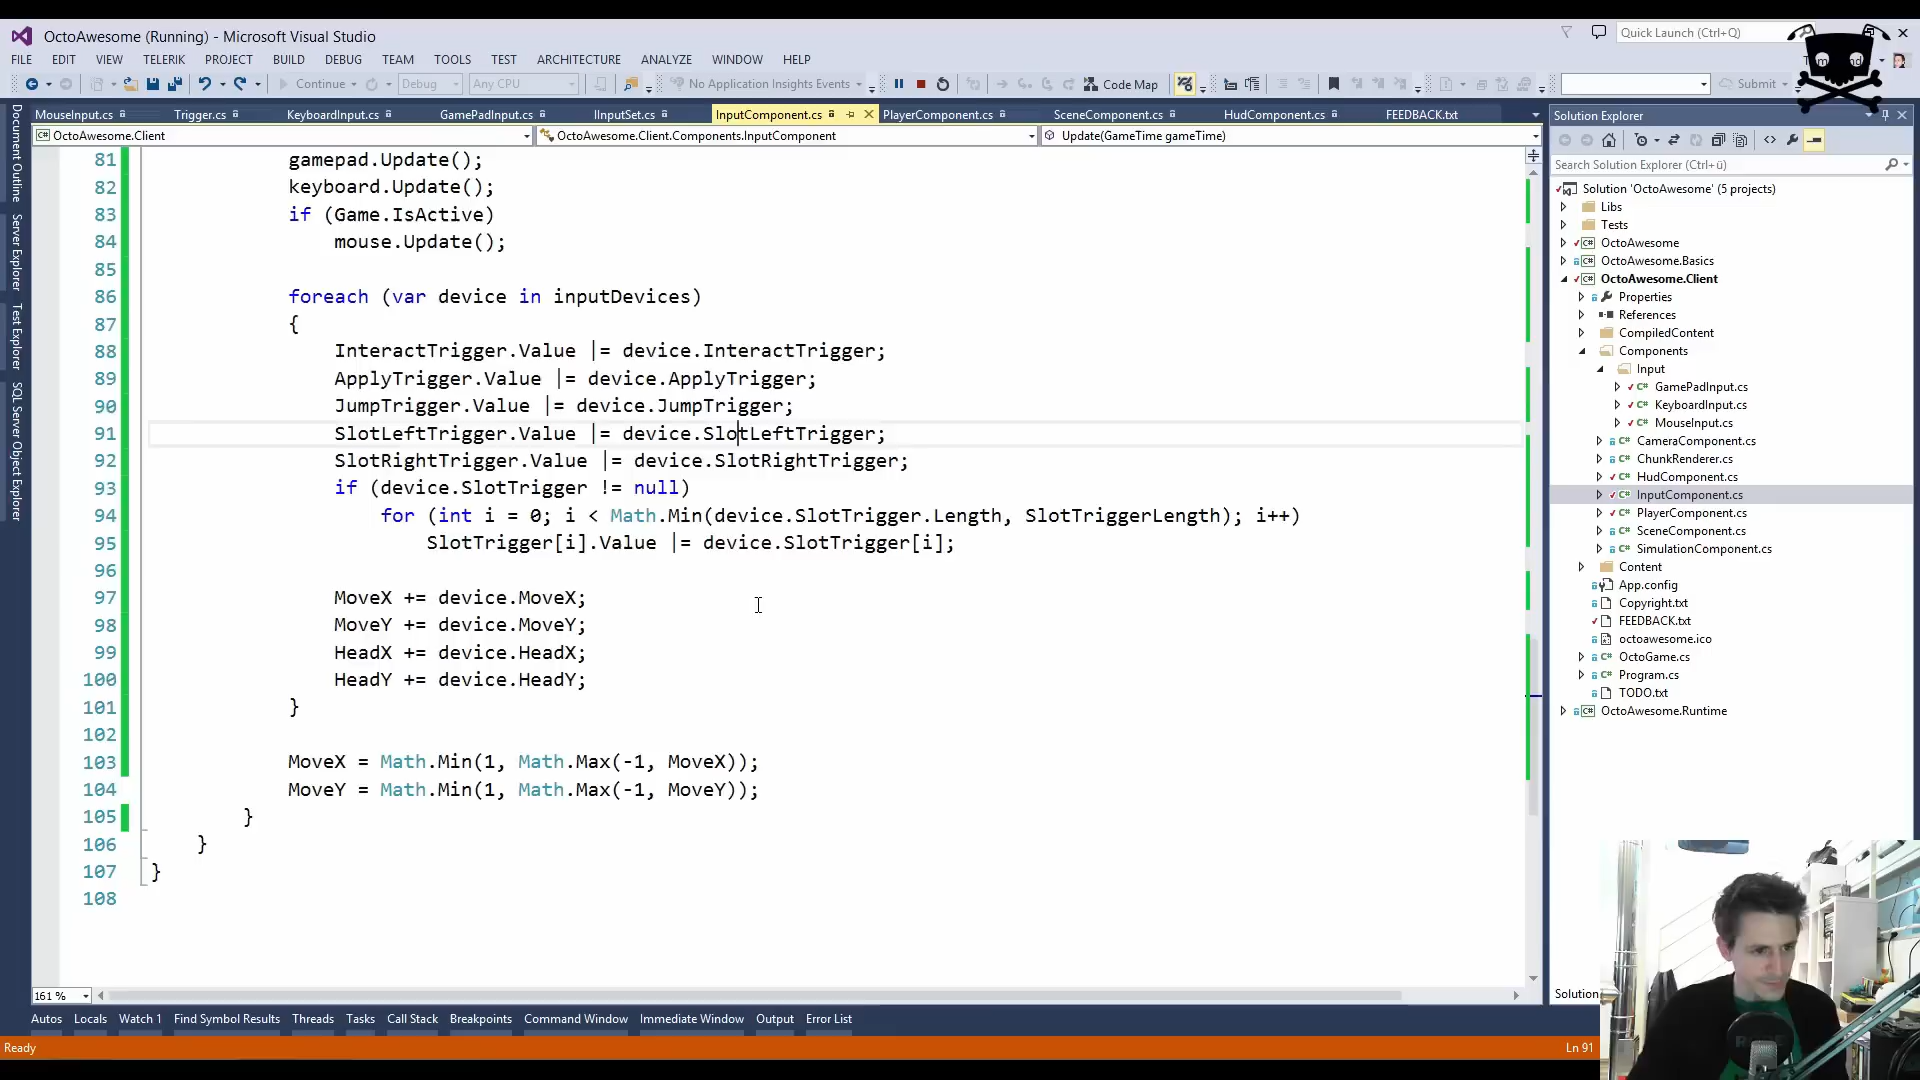 OctoAwesome (Running) - Microsoft Visual Studio
Quick Launch (Ctrl+Q)
FILE EDIT VIEW TELERIK PROJECT BUILD DEBUG TEAM TOOLS TEST ARCHITECTURE ANALYZE WINDOW HELP
Continue Debug Any CPU No Application Insights Events Code Map Submit
MouseInput.cs Trigger.cs KeyboardInput.cs GamePadInput.cs IInputSet.cs InputComponent.cs PlayerComponent.cs SceneComponent.cs HudComponent.cs FEEDBACK.txt
OctoAwesome.Client OctoAwesome.Client.Components.InputComponent Update(GameTime gameTime)
Document Outline
Server Explorer
Test Explorer
SQL Server Object Explorer
81 gamepad.Update();
82 keyboard.Update();
83 if (Game.IsActive)
84 mouse.Update();
85
86 foreach (var device in inputDevices)
87 {
88 InteractTrigger.Value |= device.InteractTrigger;
89 ApplyTrigger.Value |= device.ApplyTrigger;
90 JumpTrigger.Value |= device.JumpTrigger;
91 SlotLeftTrigger.Value |= device.SlotLeftTrigger;
92 SlotRightTrigger.Value |= device.SlotRightTrigger;
93 if (device.SlotTrigger != null)
94 for (int i = 0; i < Math.Min(device.SlotTrigger.Length, SlotTriggerLength); i++)
95 SlotTrigger[i].Value |= device.SlotTrigger[i];
96
97 MoveX += device.MoveX;
98 MoveY += device.MoveY;
99 HeadX += device.HeadX;
100 HeadY += device.HeadY;
101 }
102
103 MoveX = Math.Min(1, Math.Max(-1, MoveX));
104 MoveY = Math.Min(1, Math.Max(-1, MoveY));
105 }
106 }
107 }
108
161 %
Solution Explorer
Search Solution Explorer (Ctrl+ü)
Solution 'OctoAwesome' (5 projects)
Libs
Tests
OctoAwesome
OctoAwesome.Basics
OctoAwesome.Client
Properties
References
CompiledContent
Components
Input
GamePadInput.cs
KeyboardInput.cs
MouseInput.cs
CameraComponent.cs
ChunkRenderer.cs
HudComponent.cs
InputComponent.cs
PlayerComponent.cs
SceneComponent.cs
SimulationComponent.cs
Content
App.config
Copyright.txt
FEEDBACK.txt
octoawesome.ico
OctoGame.cs
Program.cs
TODO.txt
OctoAwesome.Runtime
Solution
Autos Locals Watch 1 Find Symbol Results Threads Tasks Call Stack Breakpoints Command Window Immediate Window Output Error List
Ready Ln 91